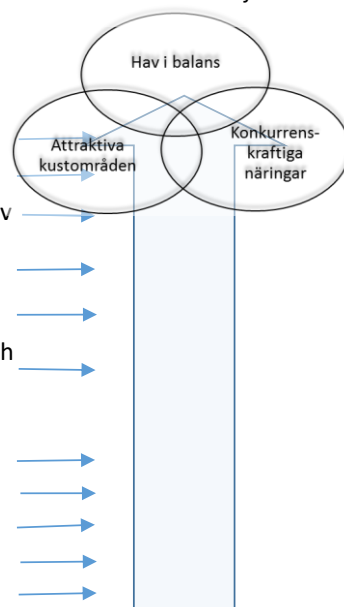 Hav i balans
Attraktiva
kustområden
Konkurrens-
kraftiga
näringar
v
h